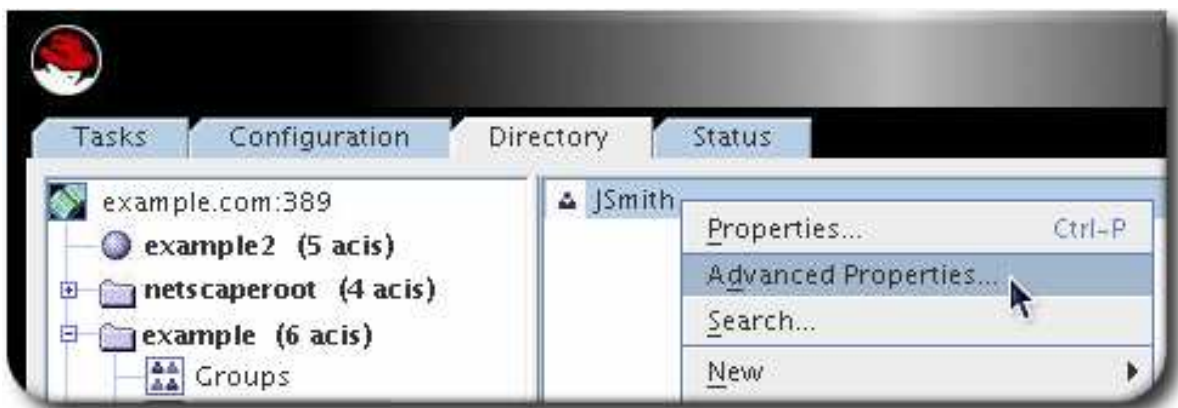 Tasks Configuration Directory Status
example.com:389
example2 (5 acis)
netscaperoot (4 acis)
example (6 acis)
Groups
JSmith
Properties... Ctrl-P
Advanced Properties...
Search...
New